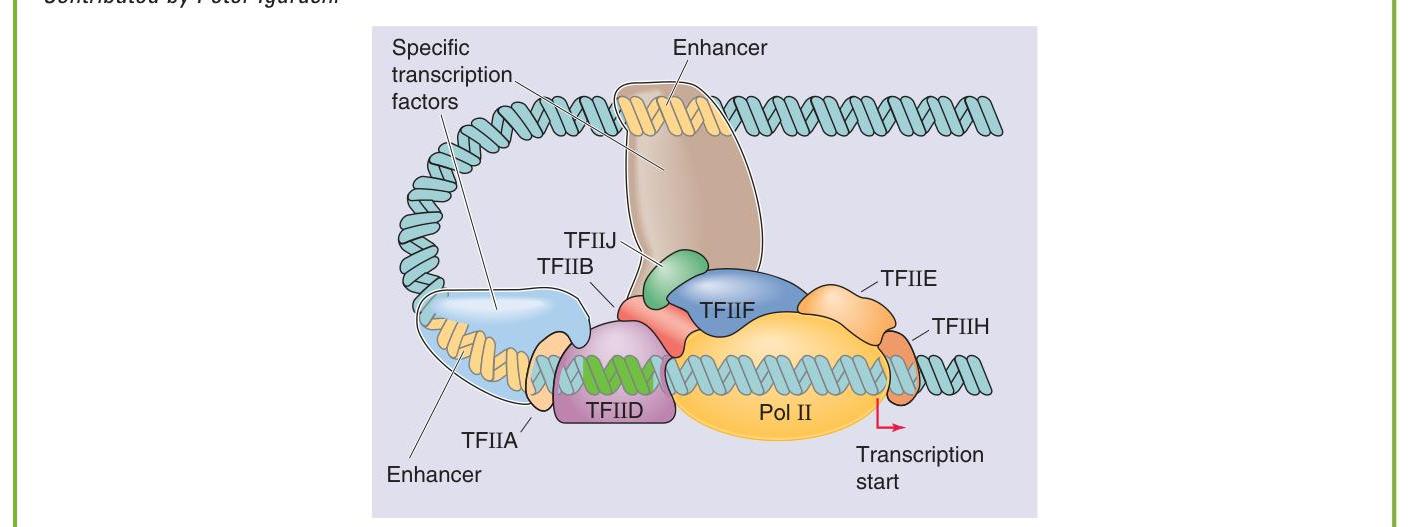 Contributed by Peter Igarashi.
Specific
transcription
factors
Enhancer
TFIIJ
TFIIB
TFIIE
TFIIF
TFIIH
TFIID
Pol II
TFIIA
Enhancer
Transcription
start